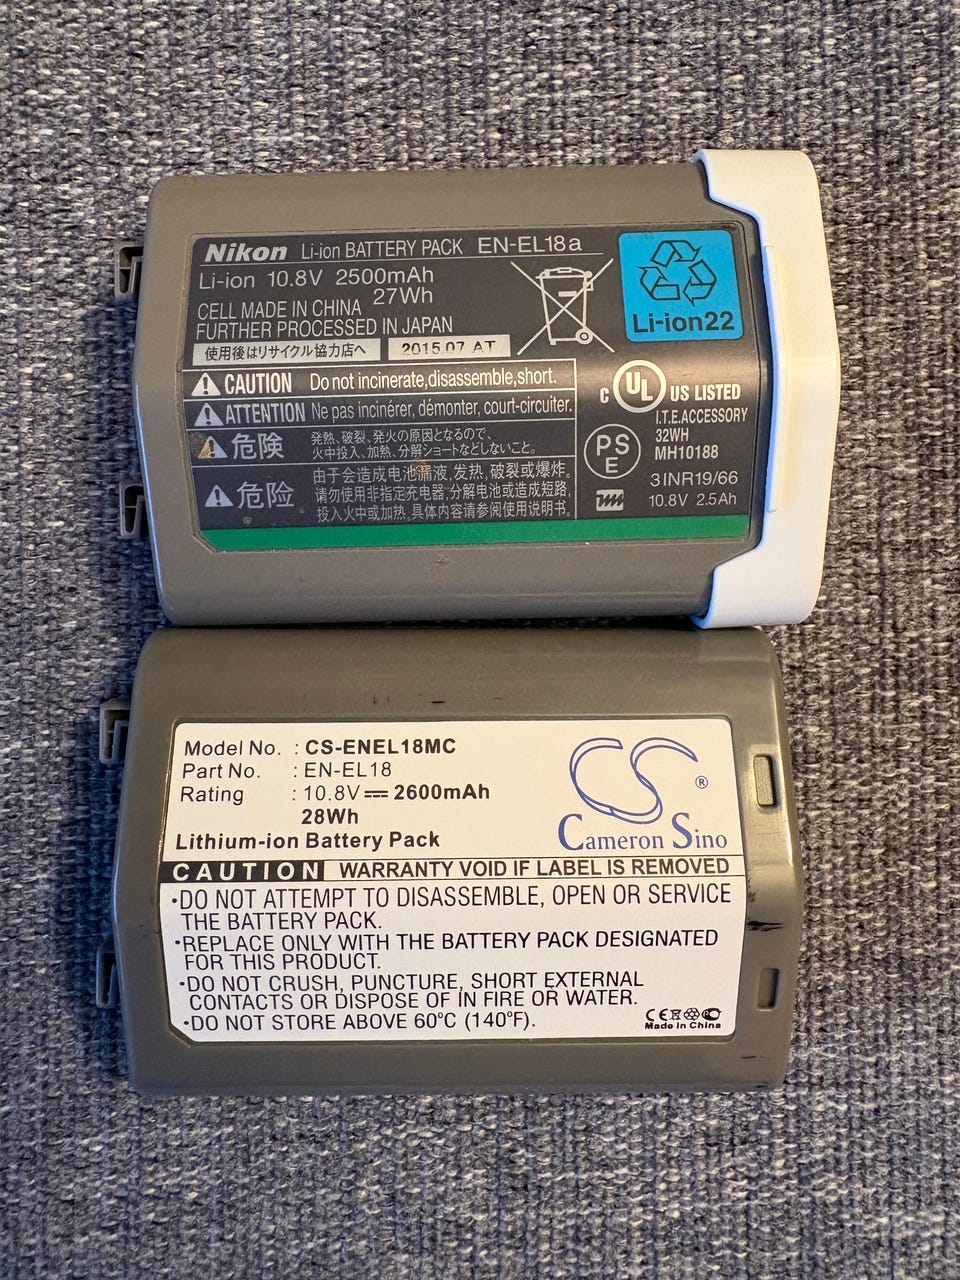 Nikon Li-ion BATTERY PACK EN-EL18a
Li-ion 10.8V 2500mAh
27Wh
CELL MADE IN CHINA
FURTHER PROCESSED IN JAPAN
使用後はリサイクル協力店へ
2015.07 AT
Li-ion22
CAUTION Do not incinerate, disassemble, short.
ATTENTION Ne pas incinérer, démonter, court-circuiter.
危険 発熱、破裂、発火の原因となるので、
火中投入、加熱、分解ショートなどしないこと。
危险 由于会造成电池漏液,发热,破裂或爆炸。
请勿使用非指定充电器,分解电池或造成短路,
投入火中或加热。具体内容请参阅使用说明书。
C UL US LISTED
I.T.E.ACCESSORY
32WH
MH10188
PS
E
3INR19/66
10.8V 2.5Ah
Model No. : CS-ENEL18MC
Part No. : EN-EL18
Rating : 10.8V 2600mAh
28Wh
Lithium-ion Battery Pack
CS ®
Cameron Sino
CAUTION WARRANTY VOID IF LABEL IS REMOVED
•DO NOT ATTEMPT TO DISASSEMBLE, OPEN OR SERVICE
THE BATTERY PACK.
•REPLACE ONLY WITH THE BATTERY PACK DESIGNATED
FOR THIS PRODUCT.
•DO NOT CRUSH, PUNCTURE, SHORT EXTERNAL
CONTACTS OR DISPOSE OF IN FIRE OR WATER.
•DO NOT STORE ABOVE 60°C (140°F).
CE
Made in China